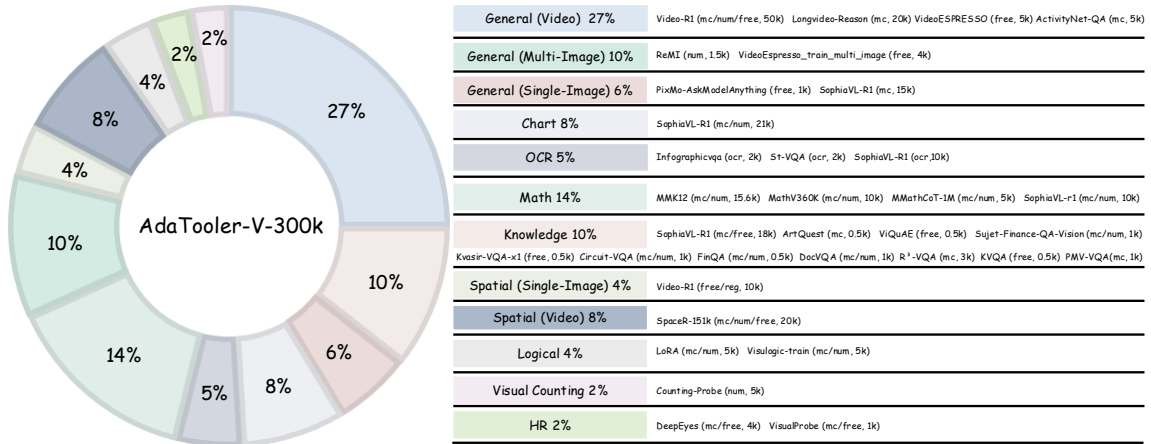 2%
2%
4%
27%
8%
4%
10%
AdaTooler-V-300k
10%
14%
6%
5%
8%
General (Video) 27% Video-R1 (mc/num/free, 50k) Longvideo-Reason (mc, 20k) VideoESPRESSO (free, 5k) ActivityNet-QA (mc, 5k)
General (Multi-Image) 10% ReMI (num, 1.5k) VideoEspresso_train_multi_image (free, 4k)
General (Single-Image) 6% PixMo-AskModelAnything (free, 1k) SophiaVL-R1 (mc, 15k)
Chart 8% SophiaVL-R1 (mc/num, 21k)
OCR 5% Infographicvqa (ocr, 2k) St-VQA (ocr, 2k) SophiaVL-R1 (ocr,10k)
Math 14% MMK12 (mc/num, 15.6k) MathV360K (mc/num, 10k) MMathCoT-1M (mc/num, 5k) SophiaVL-r1 (mc/num, 10k)
Knowledge 10% SophiaVL-R1 (mc/free, 18k) ArtQuest (mc, 0.5k) ViQuAE (free, 0.5k) Sujet-Finance-QA-Vision (mc/num, 1k)
Kvasir-VQA-x1 (free, 0.5k) Circuit-VQA (mc/num, 1k) FinQA (mc/num, 0.5k) DocVQA (mc/num, 1k) R³-VQA (mc, 3k) KVQA (free, 0.5k) PMV-VQA(mc, 1k)
Spatial (Single-Image) 4% Video-R1 (free/reg, 10k)
Spatial (Video) 8% SpaceR-151k (mc/num/free, 20k)
Logical 4% LoRA (mc/num, 5k) Visulogic-train (mc/num, 5k)
Visual Counting 2% Counting-Probe (num, 5k)
HR 2% DeepEyes (mc/free, 4k) VisualProbe (mc/free, 1k)